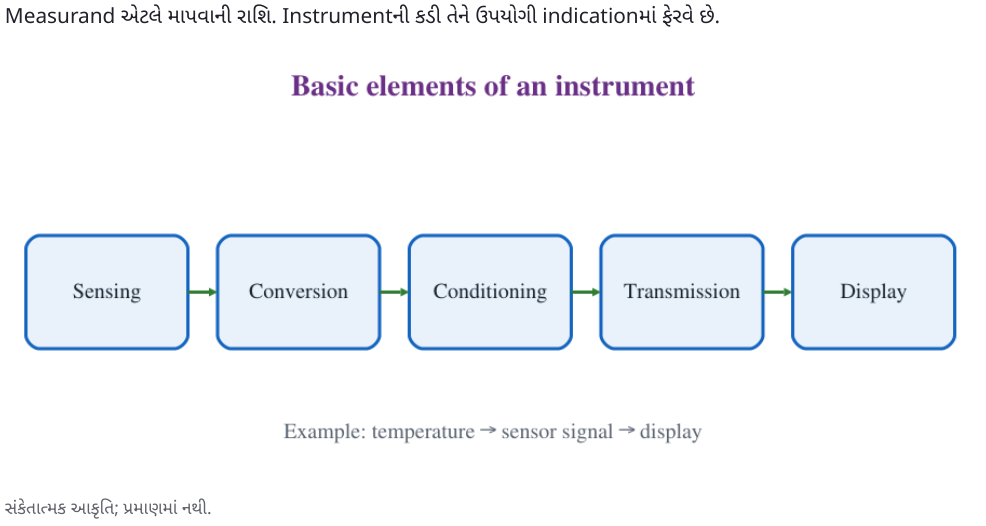 Measurand એટલે માપવાની રાશિ. Instrumentની કડી તેને ઉપયોગી indicationમાં ફેરવે છે.
Basic elements of an instrument
Sensing
Conversion
Conditioning
Transmission
Display
Example: temperature → sensor signal → display
સંકેતાત્મક આકૃતિ; પ્રમાણમાં નથી.